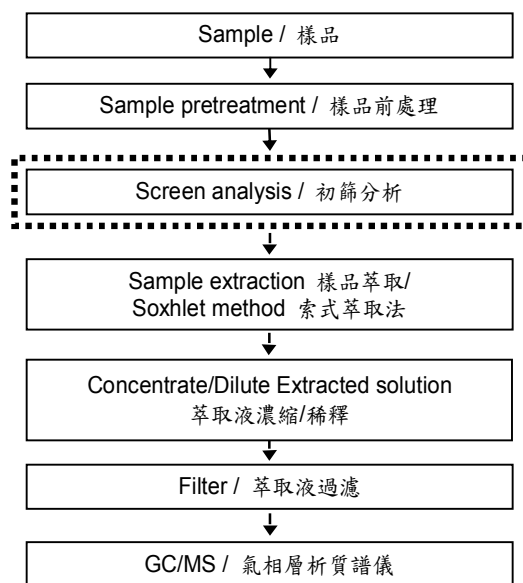 Sample / 樣品
Sample pretreatment / 樣品前處理
Screen analysis / 初篩分析
Sample extraction 樣品萃取/
Soxhlet method 索式萃取法
Concentrate/Dilute Extracted solution
萃取液濃縮/稀釋
Filter / 萃取液過濾
GC/MS / 氣相層析質譜儀